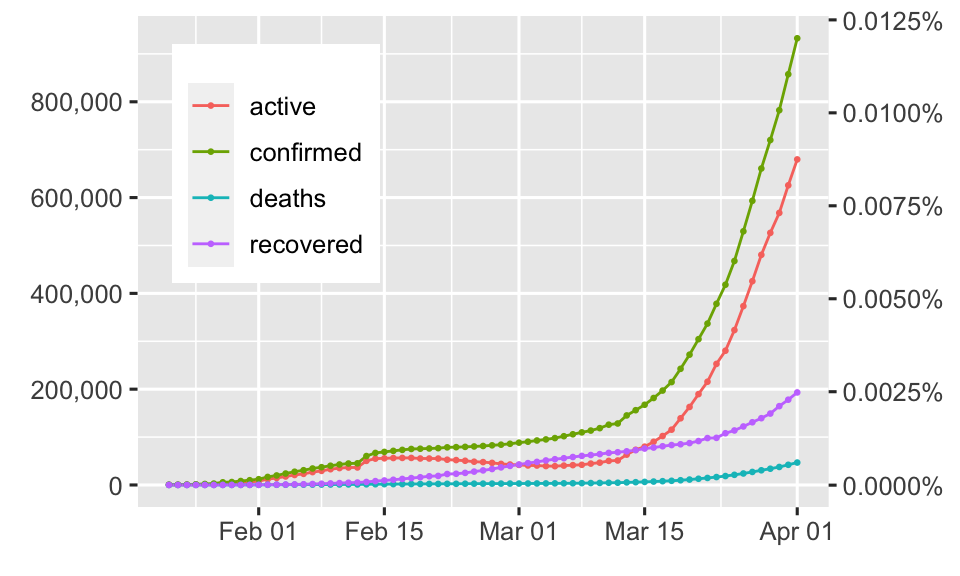 0.0125%
800,000
0.0100%
active
confirmed
600,000
0.0075%
deaths
recovered
400,000
0.0050%
200,000
0.0025%
0
0.0000%
Feb 01
Feb 15
Mar 01
Mar 15
Apr 01